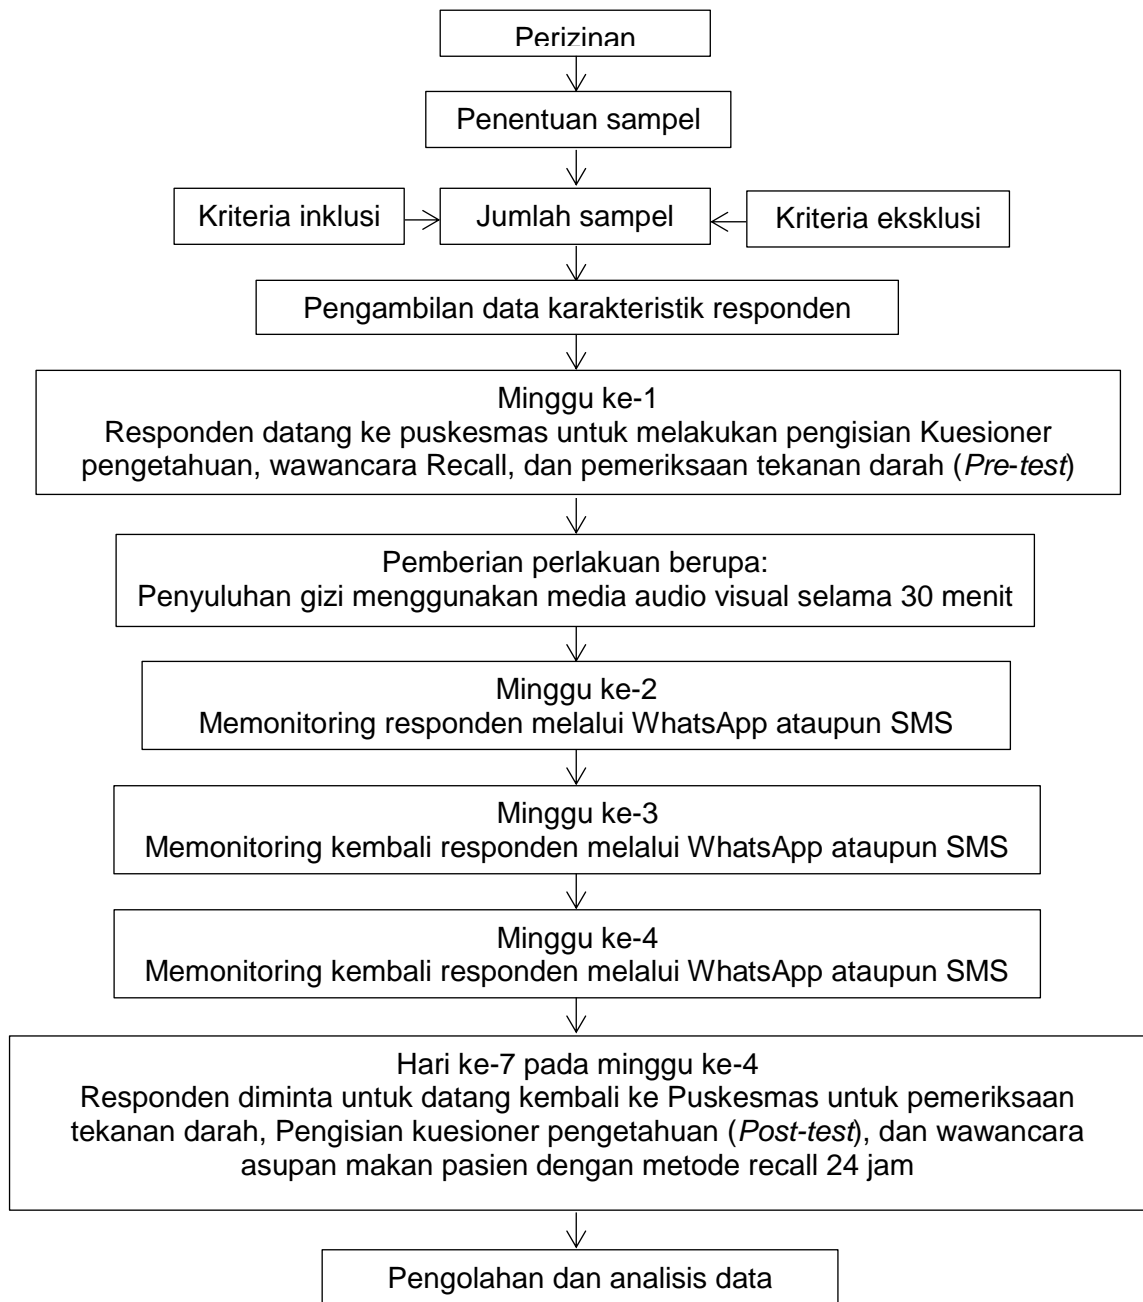 Perizinan
Penentuan sampel
Kriteria inklusi
Jumlah sampel
Kriteria eksklusi
Pengambilan data karakteristik responden
Minggu ke-1
Responden datang ke puskesmas untuk melakukan pengisian Kuesioner
pengetahuan, wawancara Recall, dan pemeriksaan tekanan darah (Pre-test)
Pemberian perlakuan berupa:
Penyuluhan gizi menggunakan media audio visual selama 30 menit
Minggu ke-2
Memonitoring responden melalui WhatsApp ataupun SMS
Minggu ke-3
Memonitoring kembali responden melalui WhatsApp ataupun SMS
Minggu ke-4
Memonitoring kembali responden melalui WhatsApp ataupun SMS
Hari ke-7 pada minggu ke-4
Responden diminta untuk datang kembali ke Puskesmas untuk pemeriksaan
tekanan darah, Pengisian kuesioner pengetahuan (Post-test), dan wawancara
asupan makan pasien dengan metode recall 24 jam
Pengolahan dan analisis data